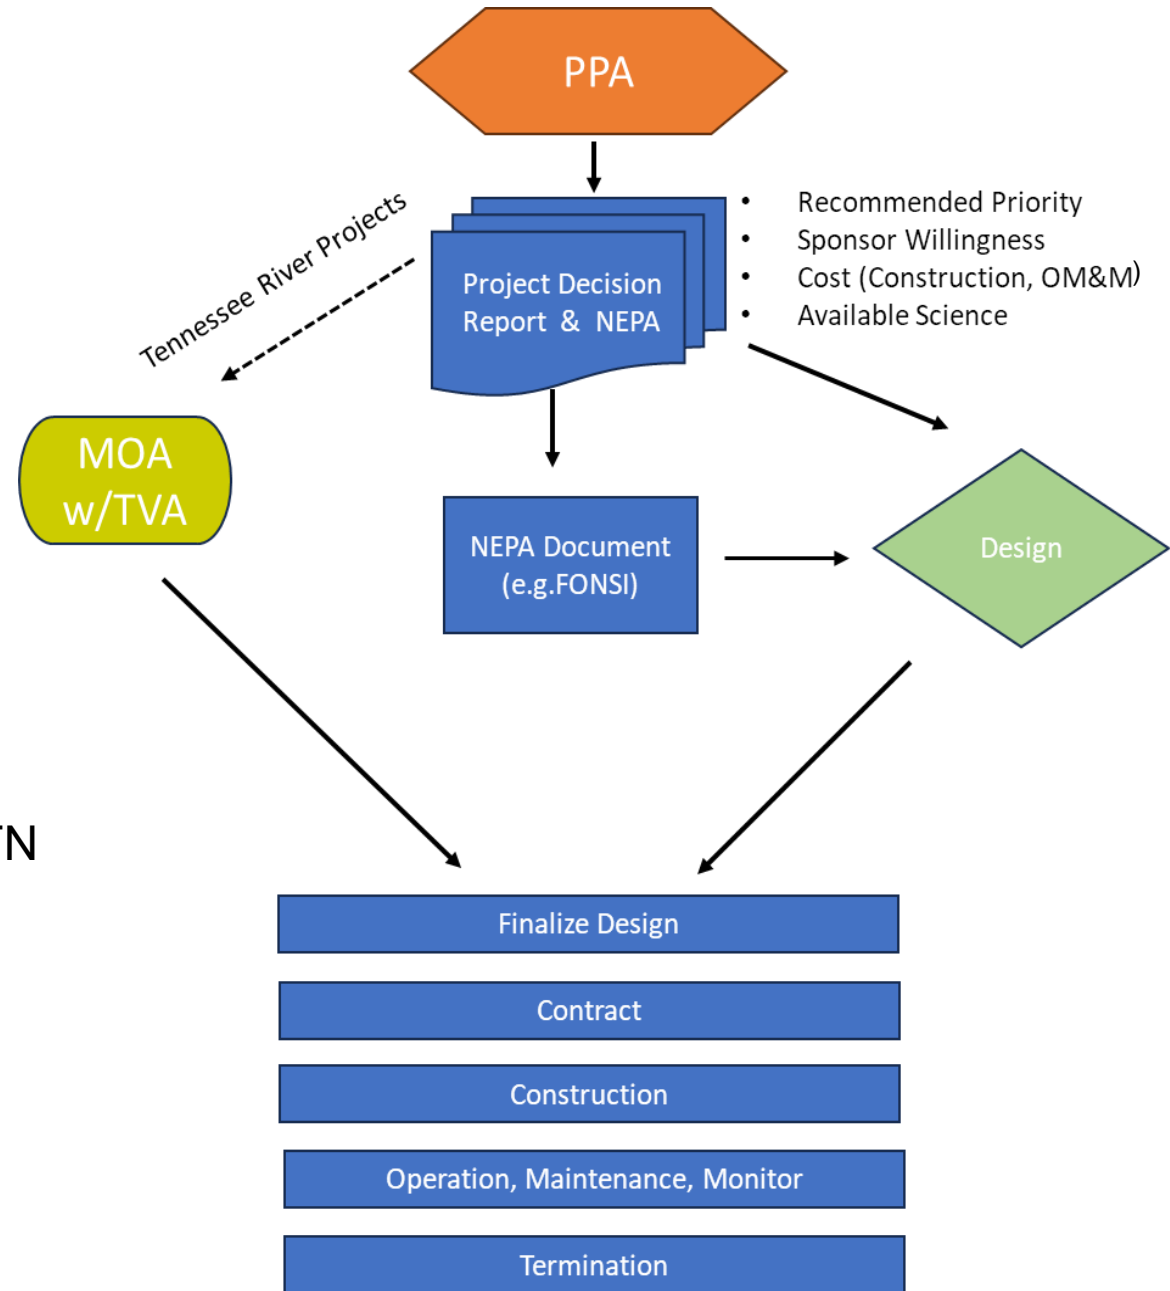 PPA
Tennessee River Projects
Project Decision
Report & NEPA
• Recommended Priority
• Sponsor Willingness
• Cost (Construction, OM&M)
• Available Science
MOA
w/TVA
NEPA Document
(e.g.FONSI)
Design
TN
Finalize Design
Contract
Construction
Operation, Maintenance, Monitor
Termination